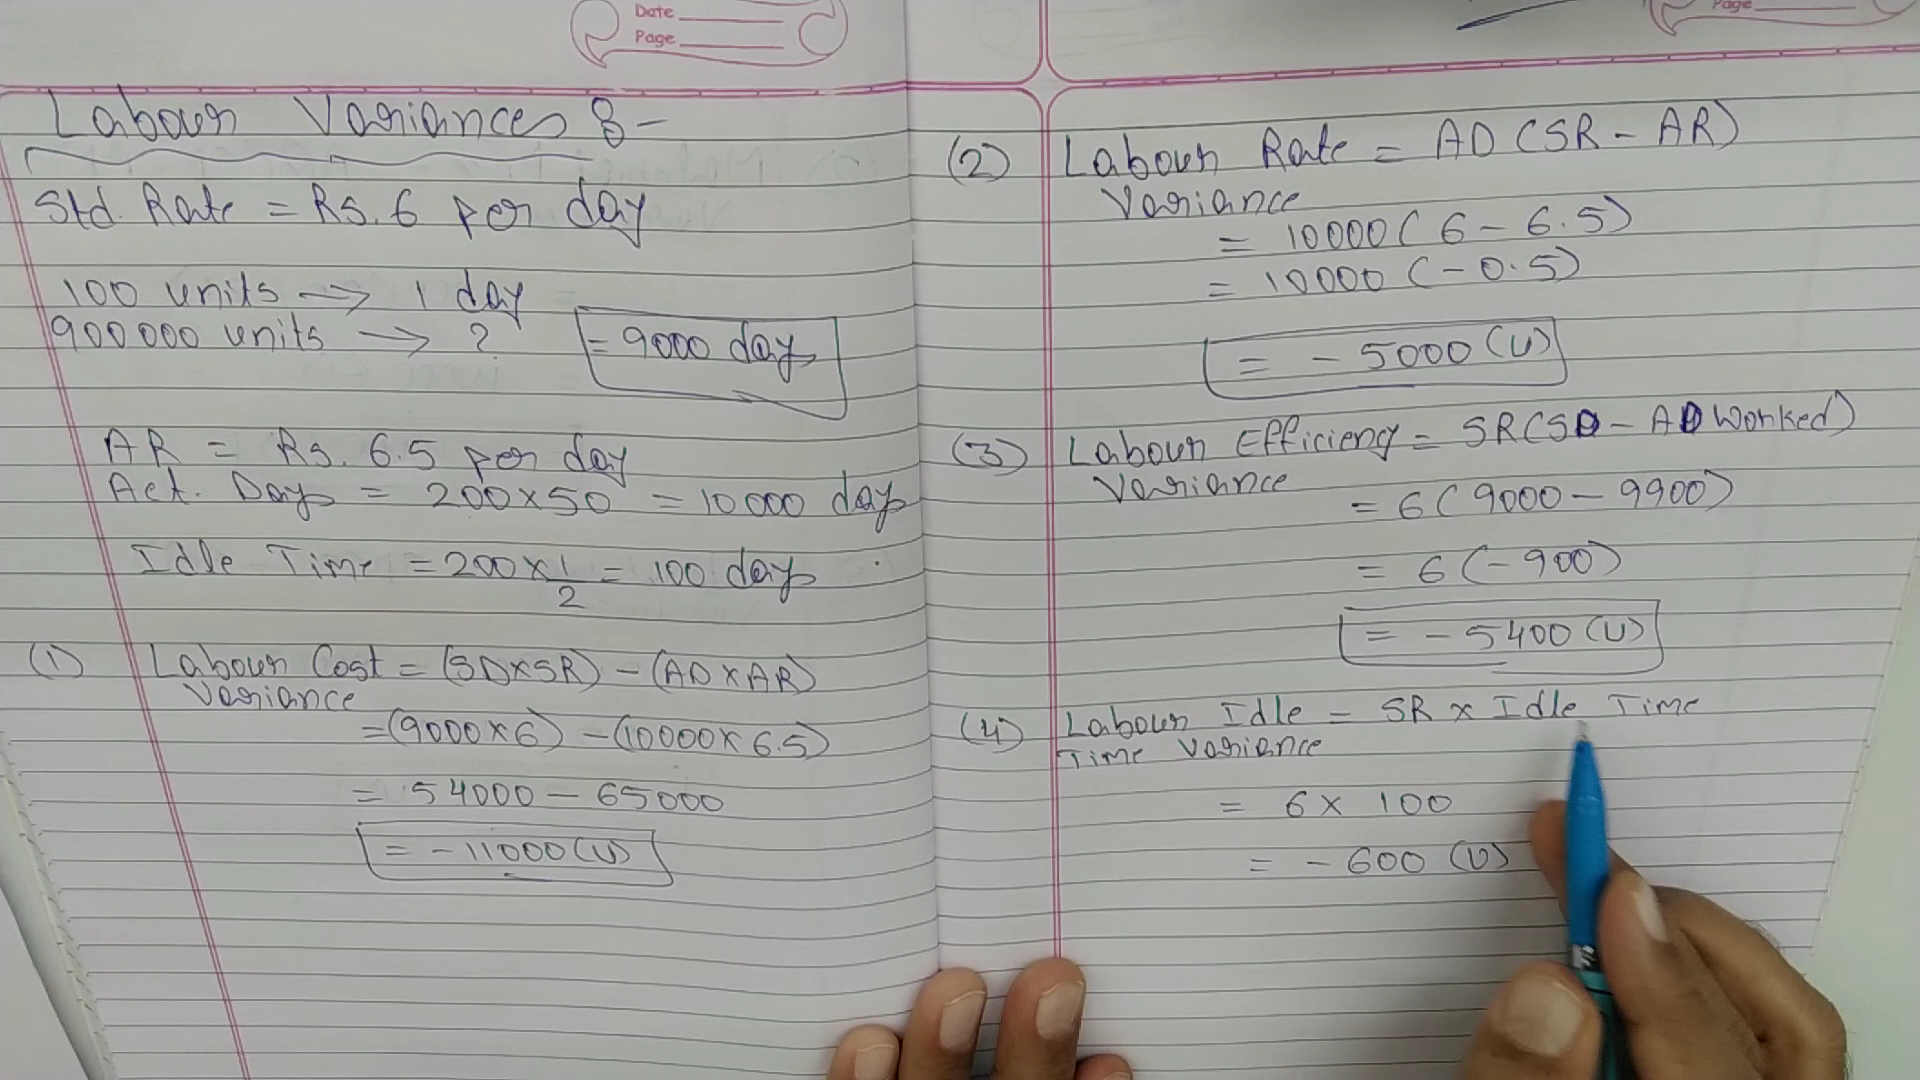 Date
Page
Page
Labour Variances :-
Std. Rate = Rs. 6 per day
100 units → 1 day
900000 units → ?
= 9000 days
AR = Rs. 6.5 per day
Act. Days = 200×50 = 10000 days
Idle Time = 200×1/2 = 100 days
(1) Labour Cost = (SD×SR) - (AD×AR)
Variance
= (9000×6) - (10000×6.5)
= 54000 - 65000
= - 11000 (U)
(2) Labour Rate = AD (SR - AR)
Variance
= 10000 (6 - 6.5)
= 10000 (-0.5)
= - 5000 (U)
(3) Labour Efficiency = SR (SD - AD Worked)
Variance
= 6 (9000 - 9900)
= 6 (-900)
= - 5400 (U)
(4) Labour Idle = SR × Idle Time
Time Variance
= 6 × 100
= - 600 (U)